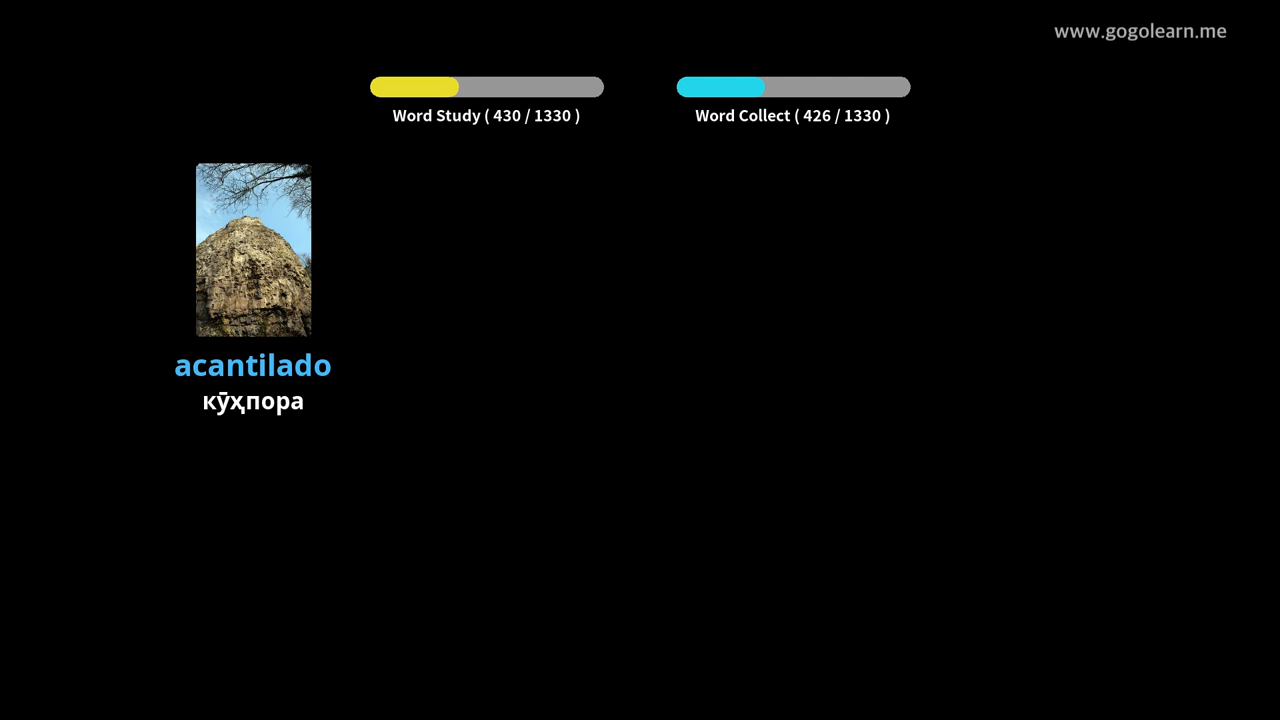 www.gogolearn.me
Word Study ( 430 / 1330 )
Word Collect ( 426 / 1330 )
acantilado
кӯҳпора